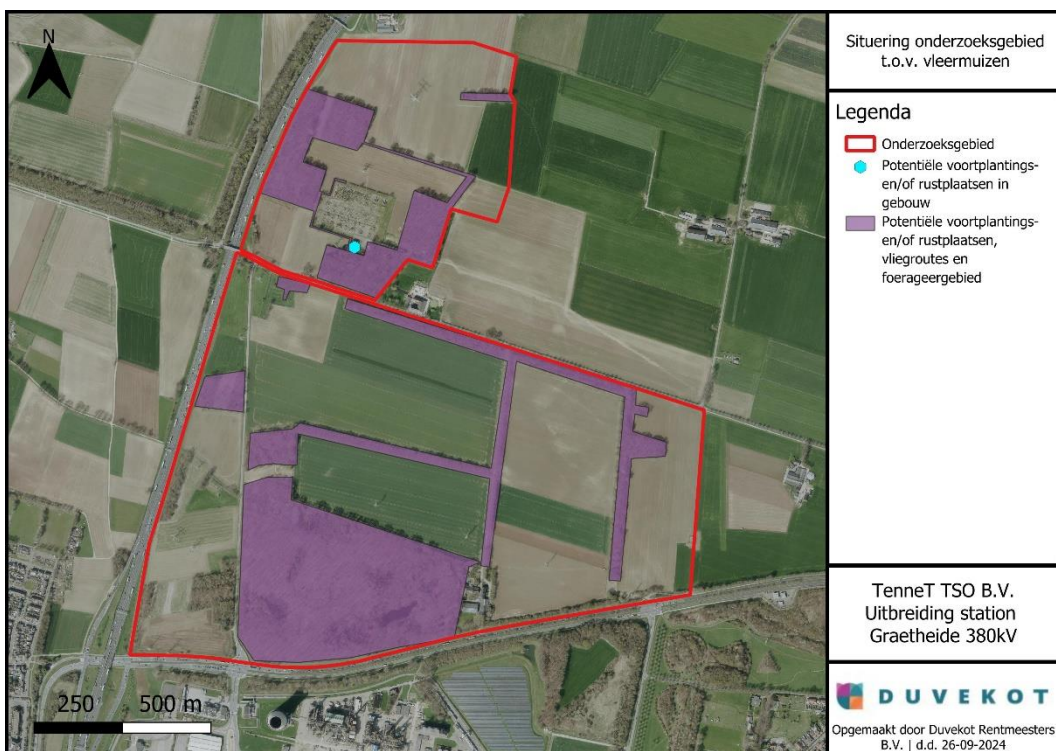 N
250
500 m
Situering onderzoeksgebied
t.o.v. vleermuizen
Legenda
Onderzoeksgebied
Potentiële voortplantings-
en/of rustplaatsen in
gebouw
Potentiële voortplantings-
en/of rustplaatsen,
vliegroutes en
foerageergebied
TenneT TSO B.V.
Uitbreiding station
Graetheide 380kV
DUVEKOT
Opgemaakt door Duvekot Rentmeesters
B.V. | d.d. 26-09-2024